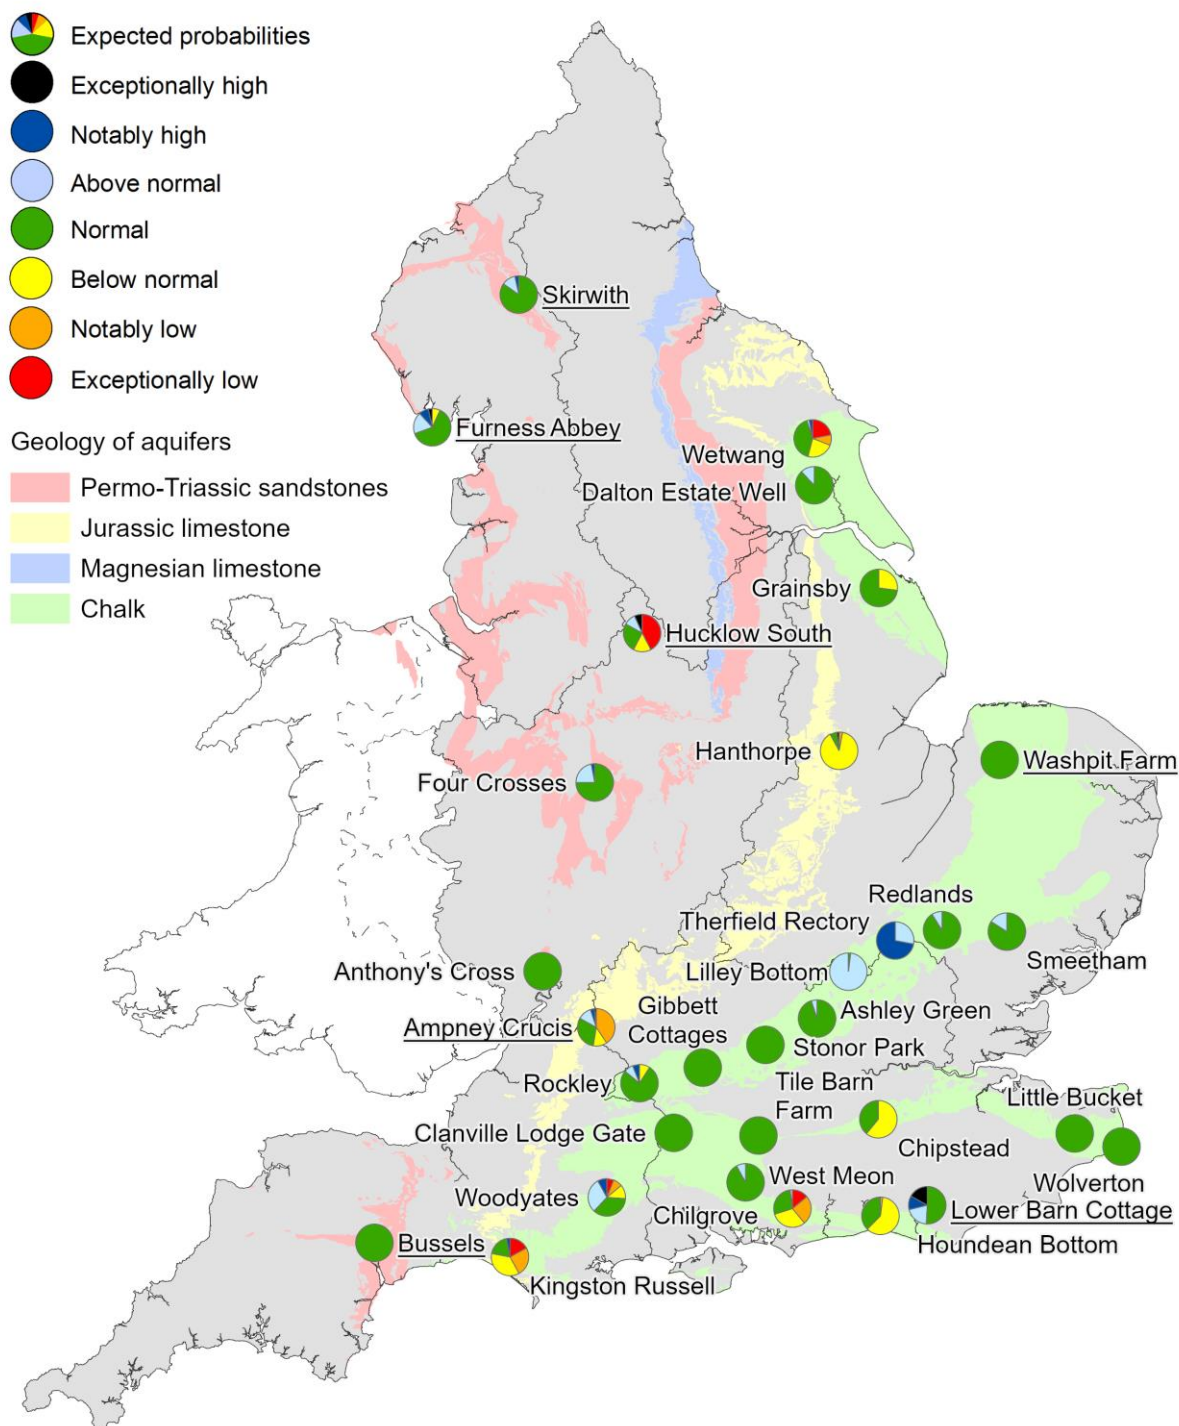 Expected probabilities
Exceptionally high
Notably high
Above normal
Normal
Below normal
Notably low
Exceptionally low
Geology of aquifers
Permo-Triassic sandstones
Jurassic limestone
Magnesian limestone
Chalk
Skirwith
Furness Abbey
Wetwang
Dalton Estate Well
Grainsby
Hucklow South
Hanthorpe
Washpit Farm
Four Crosses
Redlands
Therfield Rectory
Smeetham
Anthony's Cross
Lilley Bottom
Ampney Crucis
Gibbett
Cottages
Ashley Green
Stonor Park
Rockley
Tile Barn
Farm
Little Bucket
Clanville Lodge Gate
Chipstead
Wolverton
West Meon
Woodyates
Chilgrove
Lower Barn Cottage
Bussels
Houndean Bottom
Kingston Russell